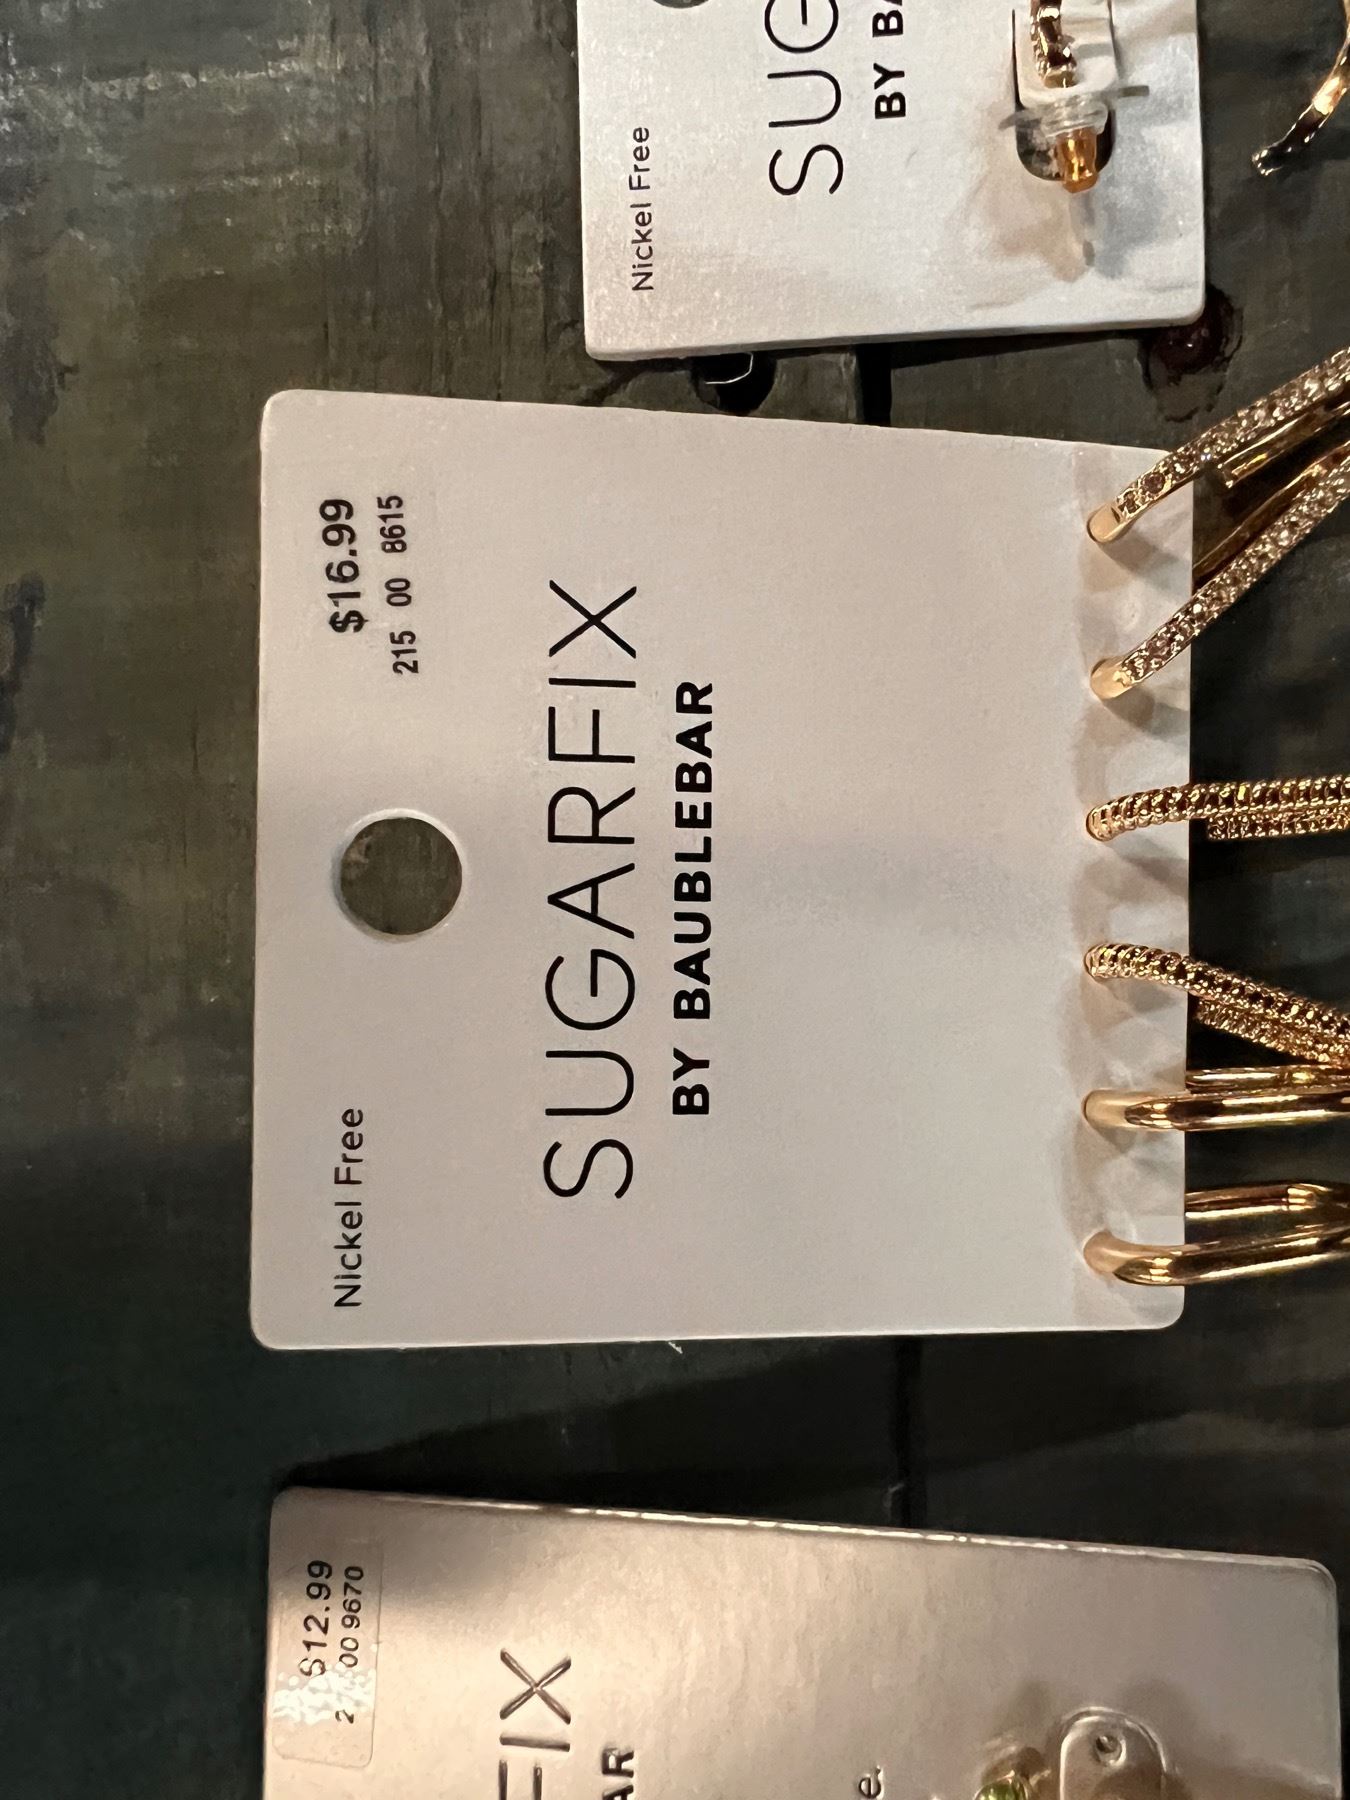 Nickel Free
SUG
BY BA
$16.99
215 00 8615
Nickel Free
SUGARFIX
BY BAUBLEBAR
$12.99
2 00 9670
FIX
AR
e.